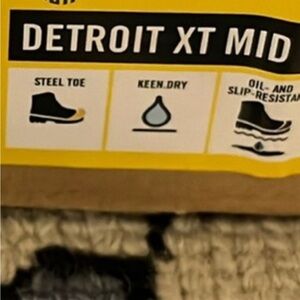 DETROIT XT MID
STEEL TOE
KEEN.DRY
OIL- AND
SLIP-RESISTA